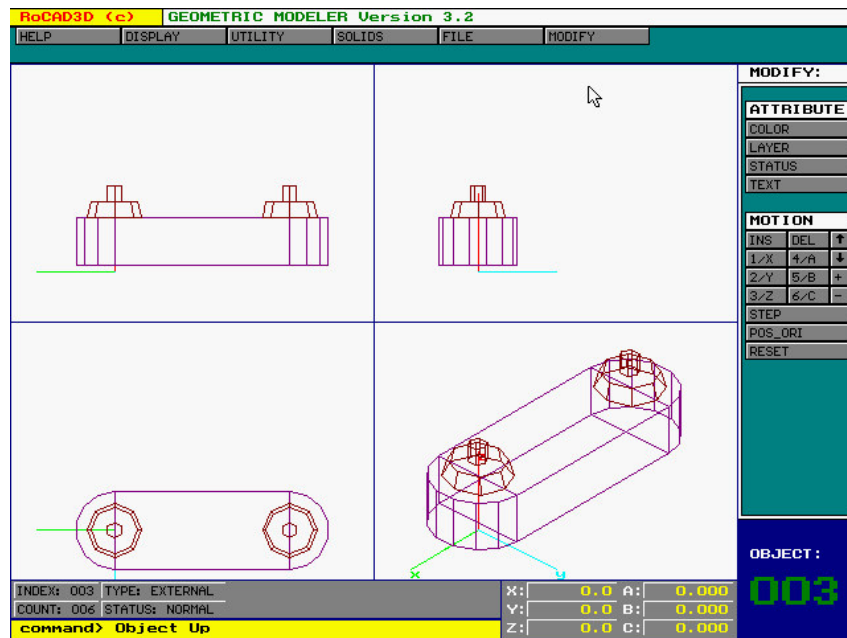 RoCAD3D (c) GEOMETRIC MODELER Version 3.2
HELP DISPLAY UTILITY SOLIDS FILE MODIFY
MODIFY:
ATTRIBUTE
COLOR
LAYER
STATUS
TEXT
MOTION
INS DEL ↑
1/X 4/A ↓
2/Y 5/B +
3/Z 6/C -
STEP
POS_ORI
RESET
x y
OBJECT:
003
INDEX: 003 TYPE: EXTERNAL
COUNT: 006 STATUS: NORMAL
X: 0.0 A: 0.000
Y: 0.0 B: 0.000
Z: 0.0 C: 0.000
command> Object Up